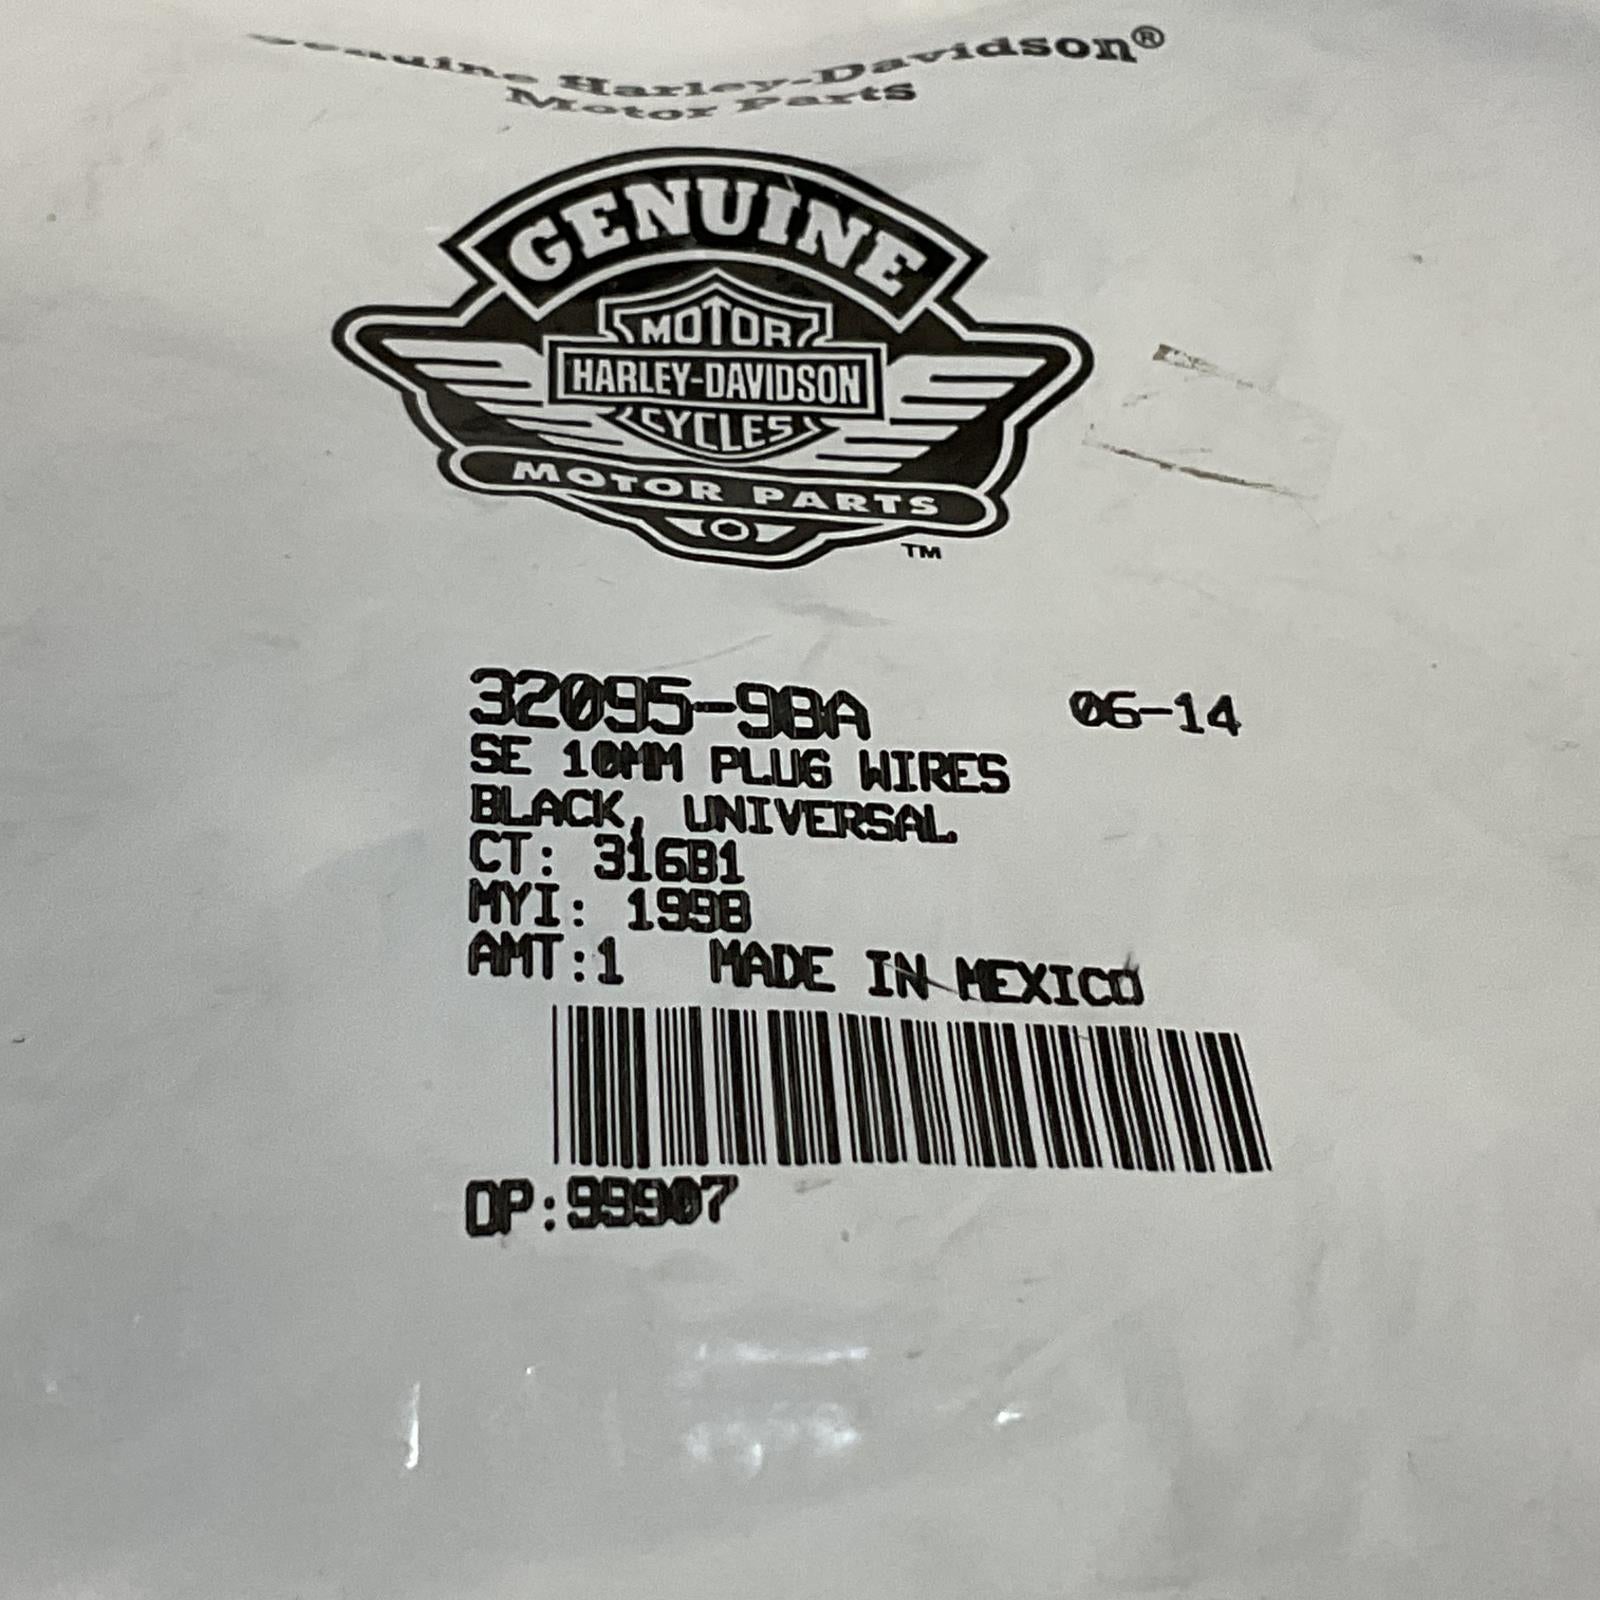 Genuine Harley-Davidson®
Motor Parts
GENUINE
MOTOR
HARLEY-DAVIDSON
CYCLES
MOTOR PARTS
TM
32095-98A 06-14
SE 10MM PLUG WIRES
BLACK, UNIVERSAL
CT: 31681
MYI: 1998
AMT:1 MADE IN MEXICO
OP:99907